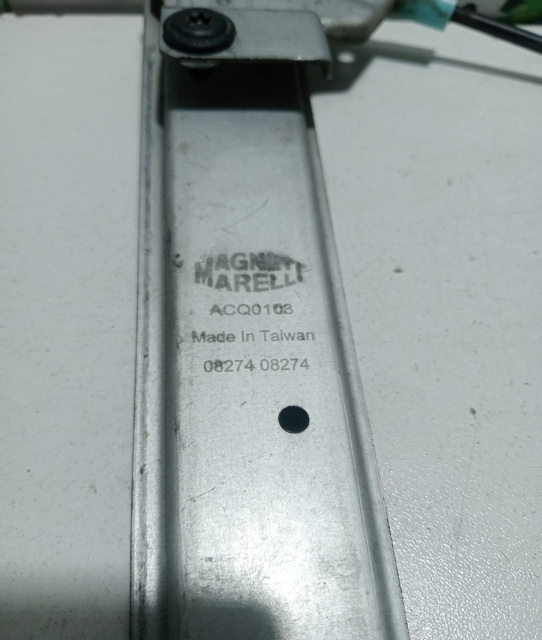 MAGNETI
MARELLI
ACQ0103
Made In Taiwan
08274 08274